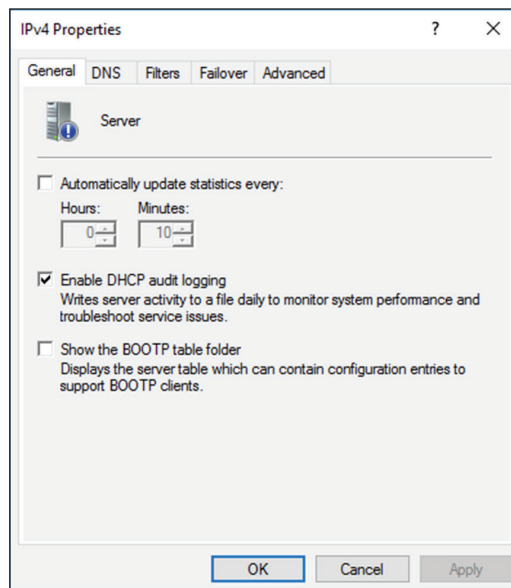 IPv4 Properties
?
General DNS Filters Failover Advanced
Server
Automatically update statistics every:
Hours: Minutes:
0 10
Enable DHCP audit logging
Writes server activity to a file daily to monitor system performance and
troubleshoot service issues.
Show the BOOTP table folder
Displays the server table which can contain configuration entries to
support BOOTP clients.
OK Cancel Apply